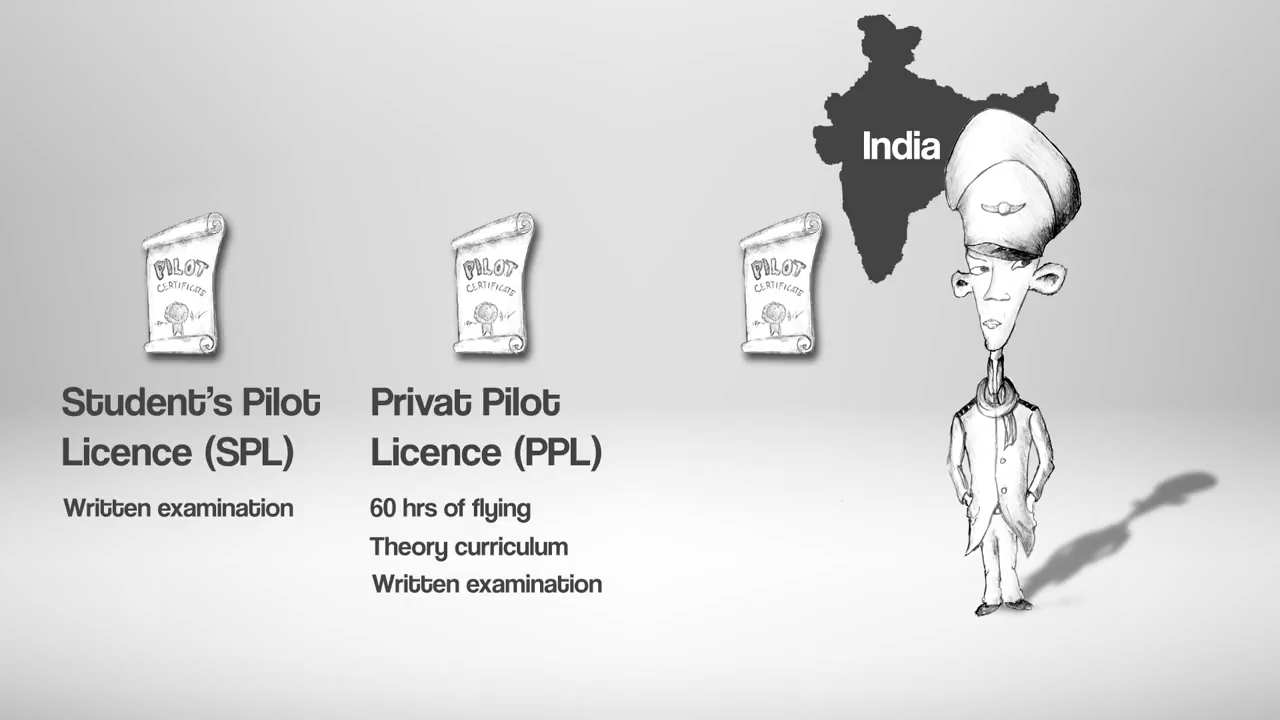 India
PILOT
CERTIFICATE
PILOT
CERTIFICATE
PILOT
CERTIFICATE
Student's Pilot
Licence (SPL)
Written examination
Privat Pilot
Licence (PPL)
60 hrs of flying
Theory curriculum
Written examination